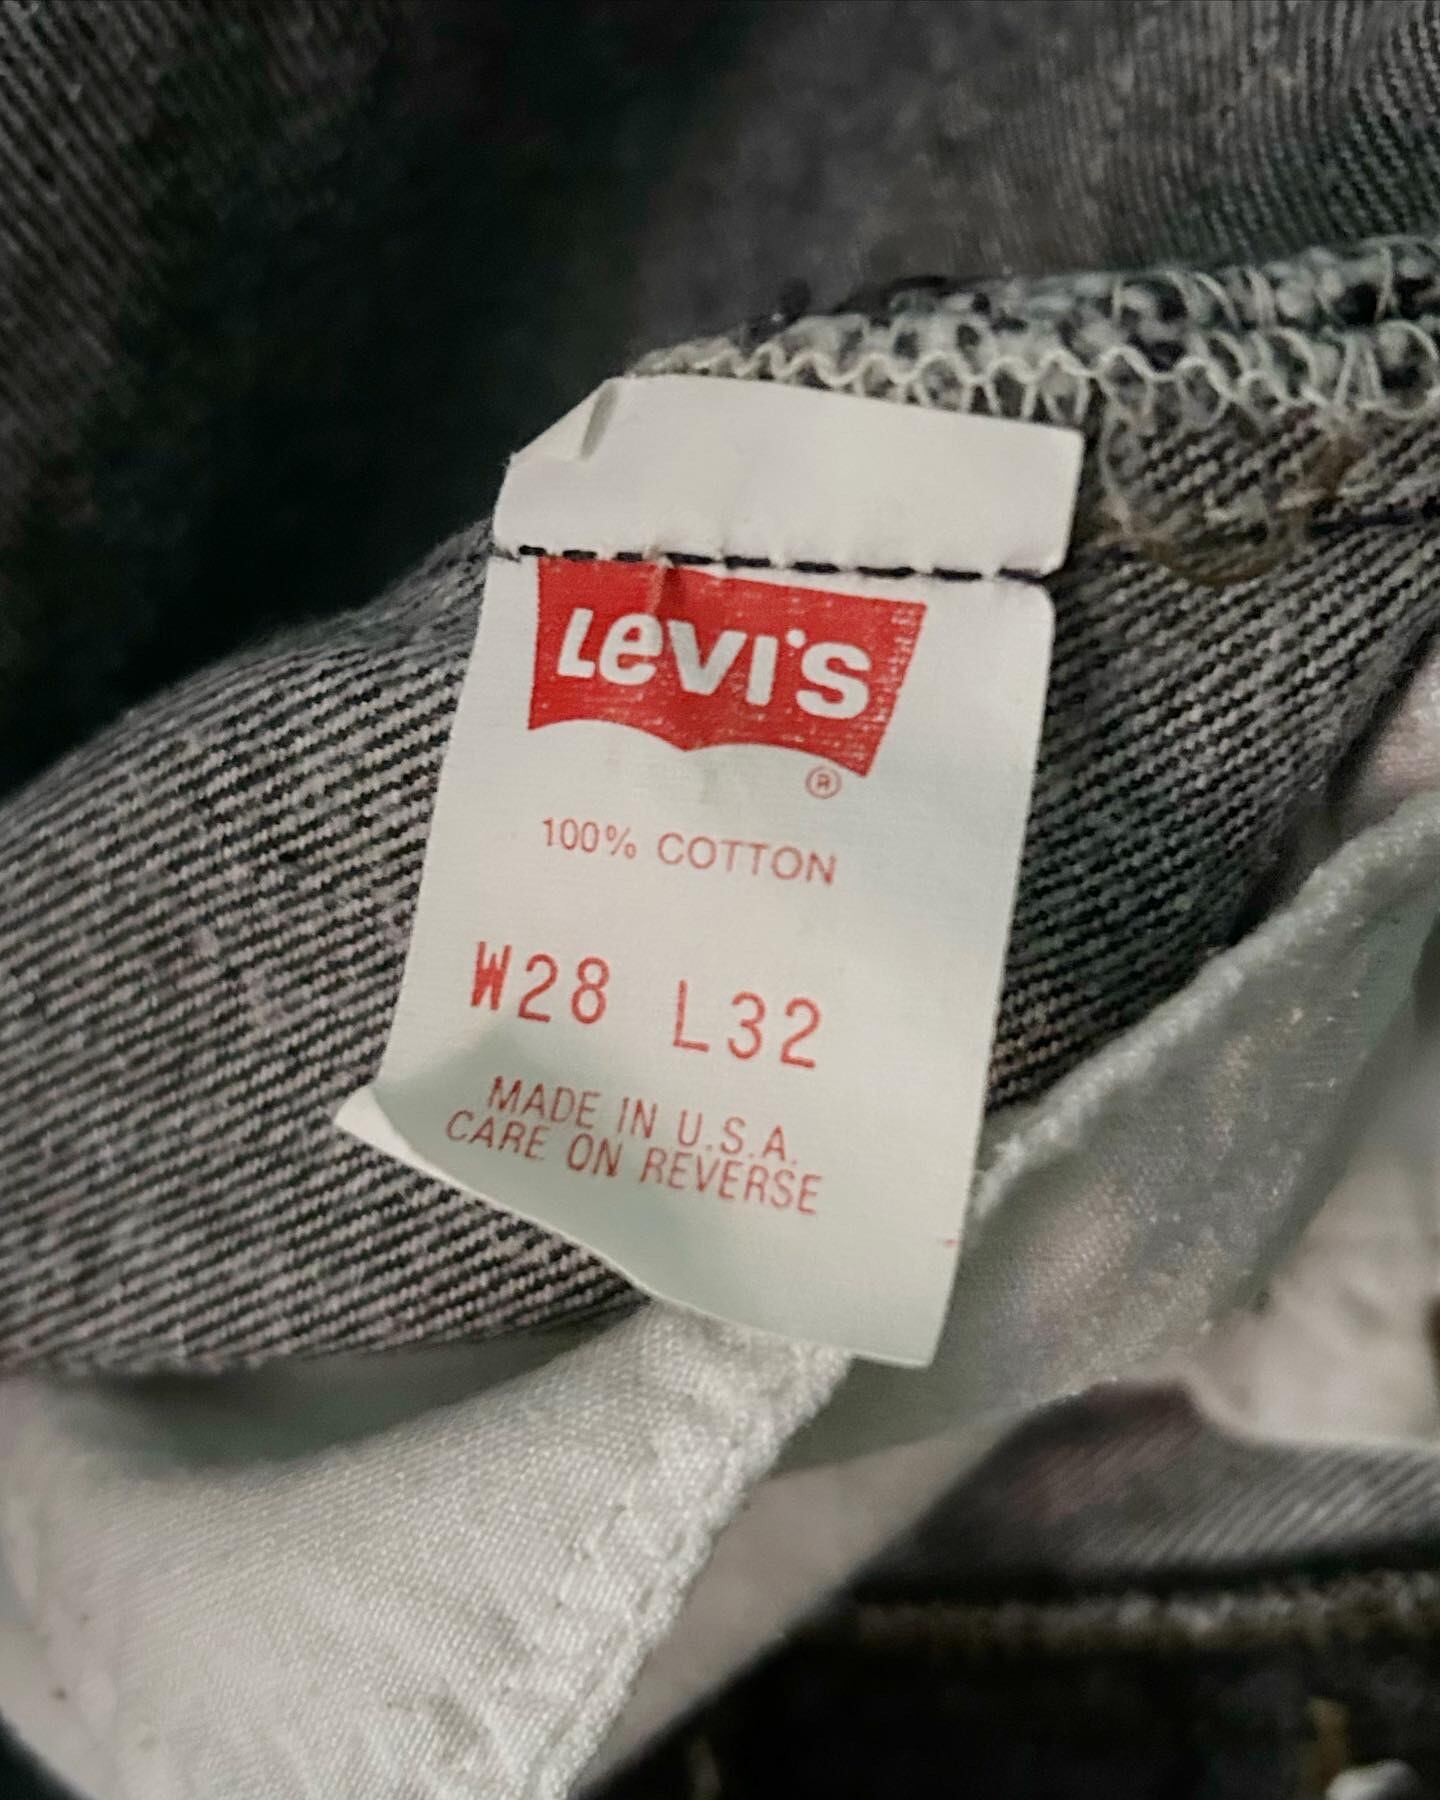 Levi's
®
100% COTTON
W28 L32
MADE IN U.S.A.
CARE ON REVERSE